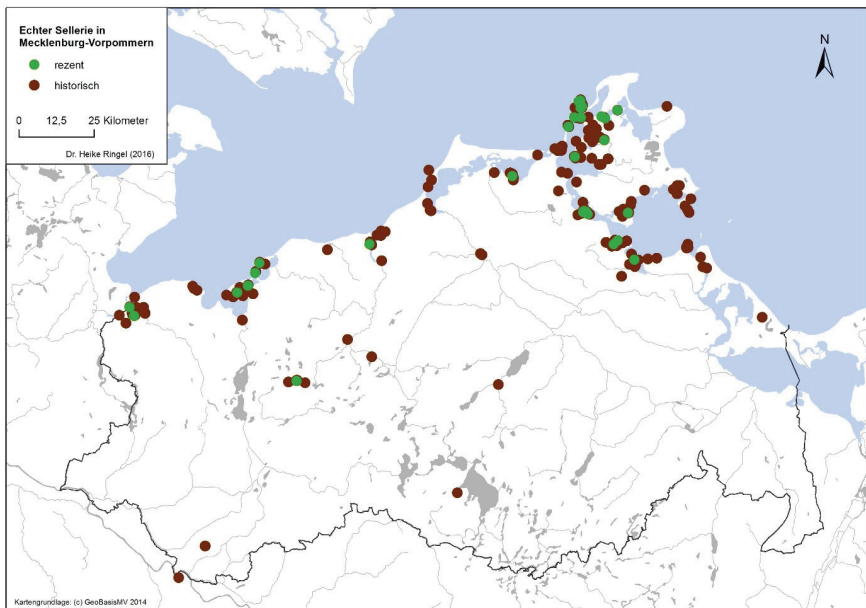 Echter Sellerie in
Mecklenburg-Vorpommern
rezent
historisch
0 12,5 25 Kilometer
Dr. Heike Ringel (2016)
N
Kartengrundlage: (c) GeoBasisMV 2014